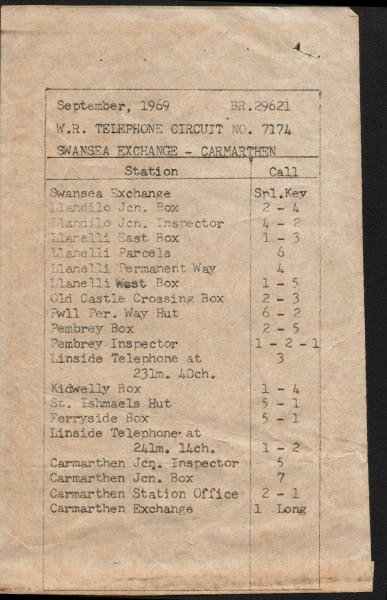 September, 1969 BR.29621
W.R. TELEPHONE CIRCUIT NO. 7174
SWANSEA EXCHANGE - CARMARTHEN
Station Call
Swansea Exchange Spl.Key
Llandilo Jcn. Box 2 - 4
Llandilo Jcn. Inspector 4 - 2
Llanelli East Box 1 - 3
Llanelli Parcels 6
Llanelli Permanent Way 4
Llanelli West Box 1 - 5
Old Castle Crossing Box 2 - 3
Pwll Per. Way Hut 6 - 2
Pembrey Box 2 - 5
Pembrey Inspector 1 - 2 - 1
Linside Telephone at 3
231m. 40ch.
Kidwelly Box 1 - 4
St. Ishmaels Hut 5 - 1
Ferryside Box 5 - 1
Linside Telephone at
241m. 14ch. 1 - 2
Carmarthen Jcn. Inspector 5
Carmarthen Jcn. Box 7
Carmarthen Station Office 2 - 1
Carmarthen Exchange 1 Long